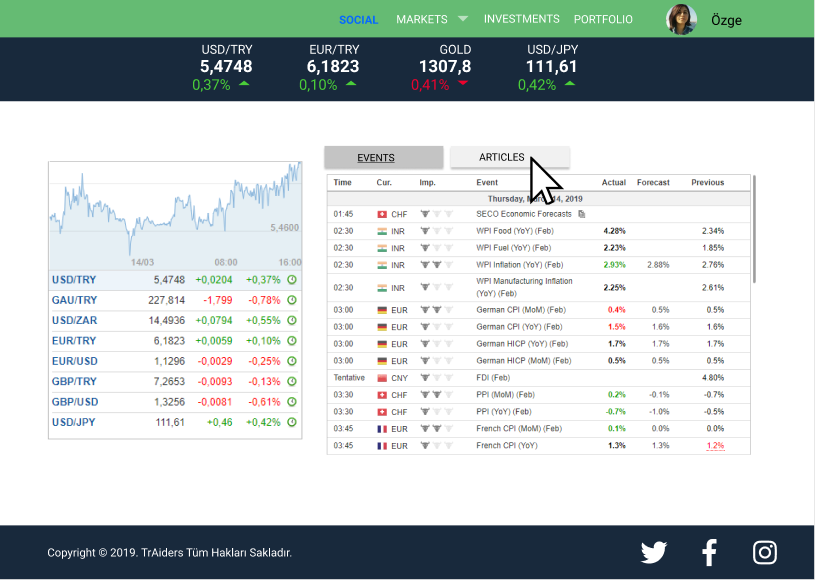 SOCIAL MARKETS INVESTMENTS PORTFOLIO Özge
USD/TRY EUR/TRY GOLD USD/JPY
5,4748 6,1823 1307,8 111,61
0,37% 0,10% 0,41% 0,42%
EVENTS ARTICLES
5,4600
14/03 08:00 16:00
USD/TRY 5,4748 +0,0204 +0,37%
GAU/TRY 227,814 -1,799 -0,78%
USD/ZAR 14,4936 +0,0794 +0,55%
EUR/TRY 6,1823 +0,0059 +0,10%
EUR/USD 1,1296 -0,0029 -0,25%
GBP/TRY 7,2653 -0,0093 -0,13%
GBP/USD 1,3256 -0,0081 -0,61%
USD/JPY 111,61 +0,46 +0,42%
Time Cur. Imp. Event Actual Forecast Previous
Thursday, 14, 2019
01:45 CHF SECO Economic Forecasts
02:30 INR WPI Food (YoY) (Feb) 4.28% 2.34%
02:30 INR WPI Fuel (YoY) (Feb) 2.23% 1.85%
02:30 INR WPI Inflation (YoY) (Feb) 2.93% 2.88% 2.76%
02:30 INR WPI Manufacturing Inflation
(YoY) (Feb) 2.25% 2.61%
03:00 EUR German CPI (MoM) (Feb) 0.4% 0.5% 0.5%
03:00 EUR German CPI (YoY) (Feb) 1.5% 1.6% 1.6%
03:00 EUR German HICP (YoY) (Feb) 1.7% 1.7% 1.7%
03:00 EUR German HICP (MoM) (Feb) 0.5% 0.5% 0.5%
Tentative CNY FDI (Feb) 4.80%
03:30 CHF PPI (MoM) (Feb) 0.2% -0.1% -0.7%
03:30 CHF PPI (YoY) (Feb) -0.7% -1.0% -0.5%
03:45 EUR French CPI (MoM) (Feb) 0.1% 0.0% 0.0%
03:45 EUR French CPI (YoY) 1.3% 1.3% 1.2%
Copyright © 2019. TrAiders Tüm Hakları Sakladır.